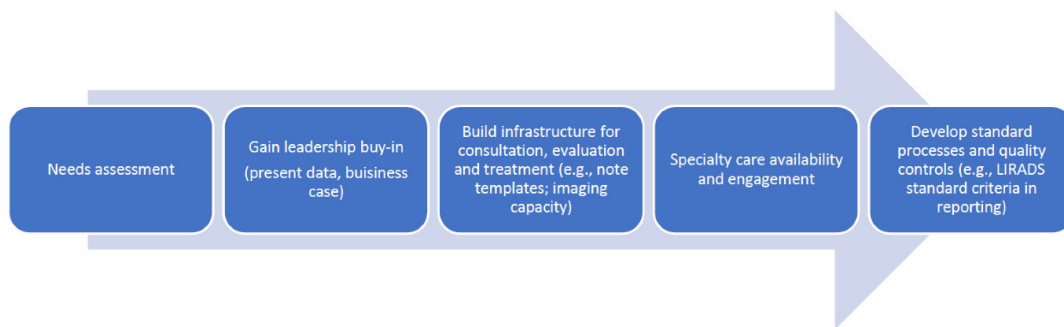 Needs assessment
Gain leadership buy-in
(present data, buisiness
case)
Build infrastructure for
consultation, evaluation
and treatment (e.g., note
templates; imaging
capacity)
Specialty care availability
and engagement
Develop standard
processes and quality
controls (e.g., LIRADS
standard criteria in
reporting)